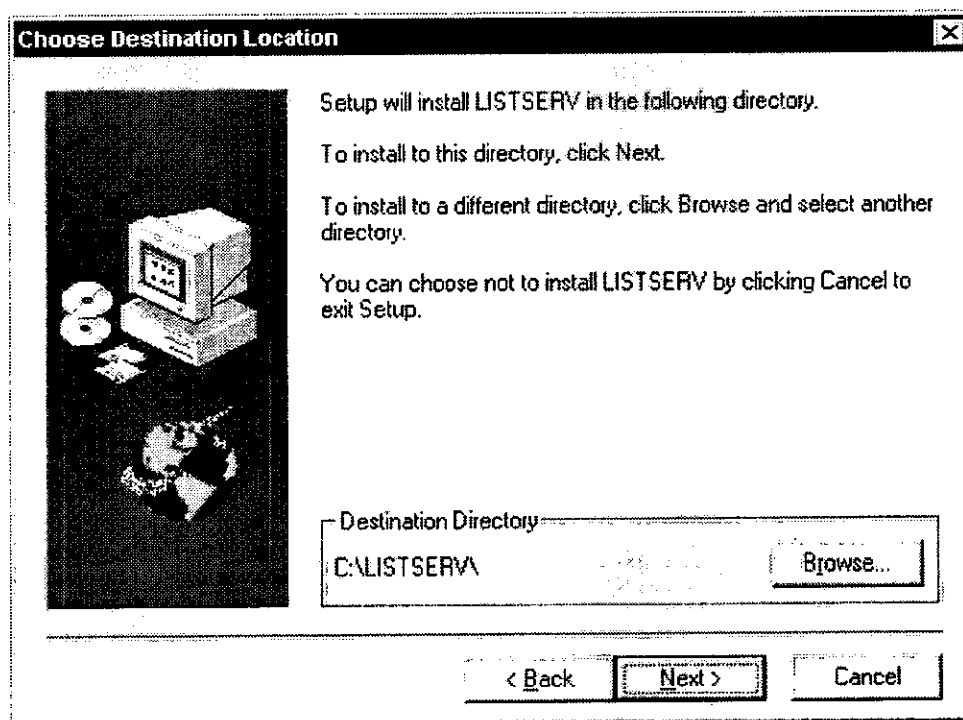 Choose Destination Location
Setup will install LISTSERV in the following directory.
To install to this directory, click Next.
To install to a different directory, click Browse and select another
directory.
You can choose not to install LISTSERV by clicking Cancel to
exit Setup.
Destination Directory
C:\LISTSERV\
Browse...
< Back
Next >
Cancel